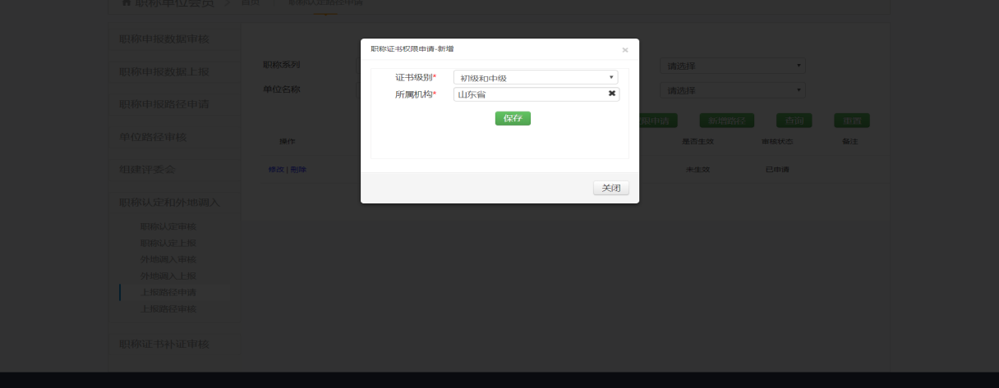 职称单位会员 > 首页 / 职称认定路径申请
职称申报数据审核
职称申报数据上报
职称申报路径申请
单位路径审核
组建评委会
职称认定和外地调入
职称认定审核
职称认定上报
外地调入审核
外地调入上报
上报路径申请
上报路径审核
职称证书补证审核
职称系列 请选择
单位名称 请选择
限申请 新增路径 查询 重置
操作 是否生效 审核状态 备注
修改 | 删除 未生效 已申请
职称证书权限申请-新增 ×
证书级别* 初级和中级
所属机构* 山东省
保存
关闭